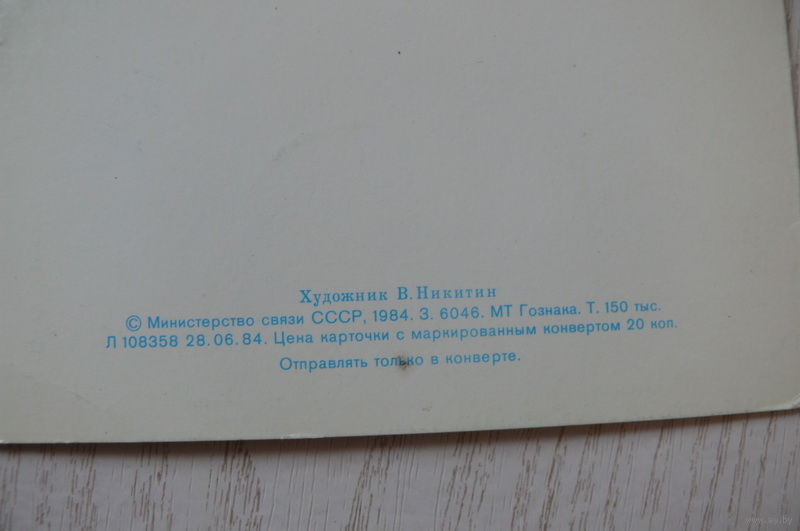 Художник В. Никитин
© Министерство связи СССР, 1984. З. 6046. МТ Гознака. Т. 150 тыс.
Л 108358 28.06.84. Цена карточки с маркированным конвертом 20 коп.
Отправлять только в конверте.